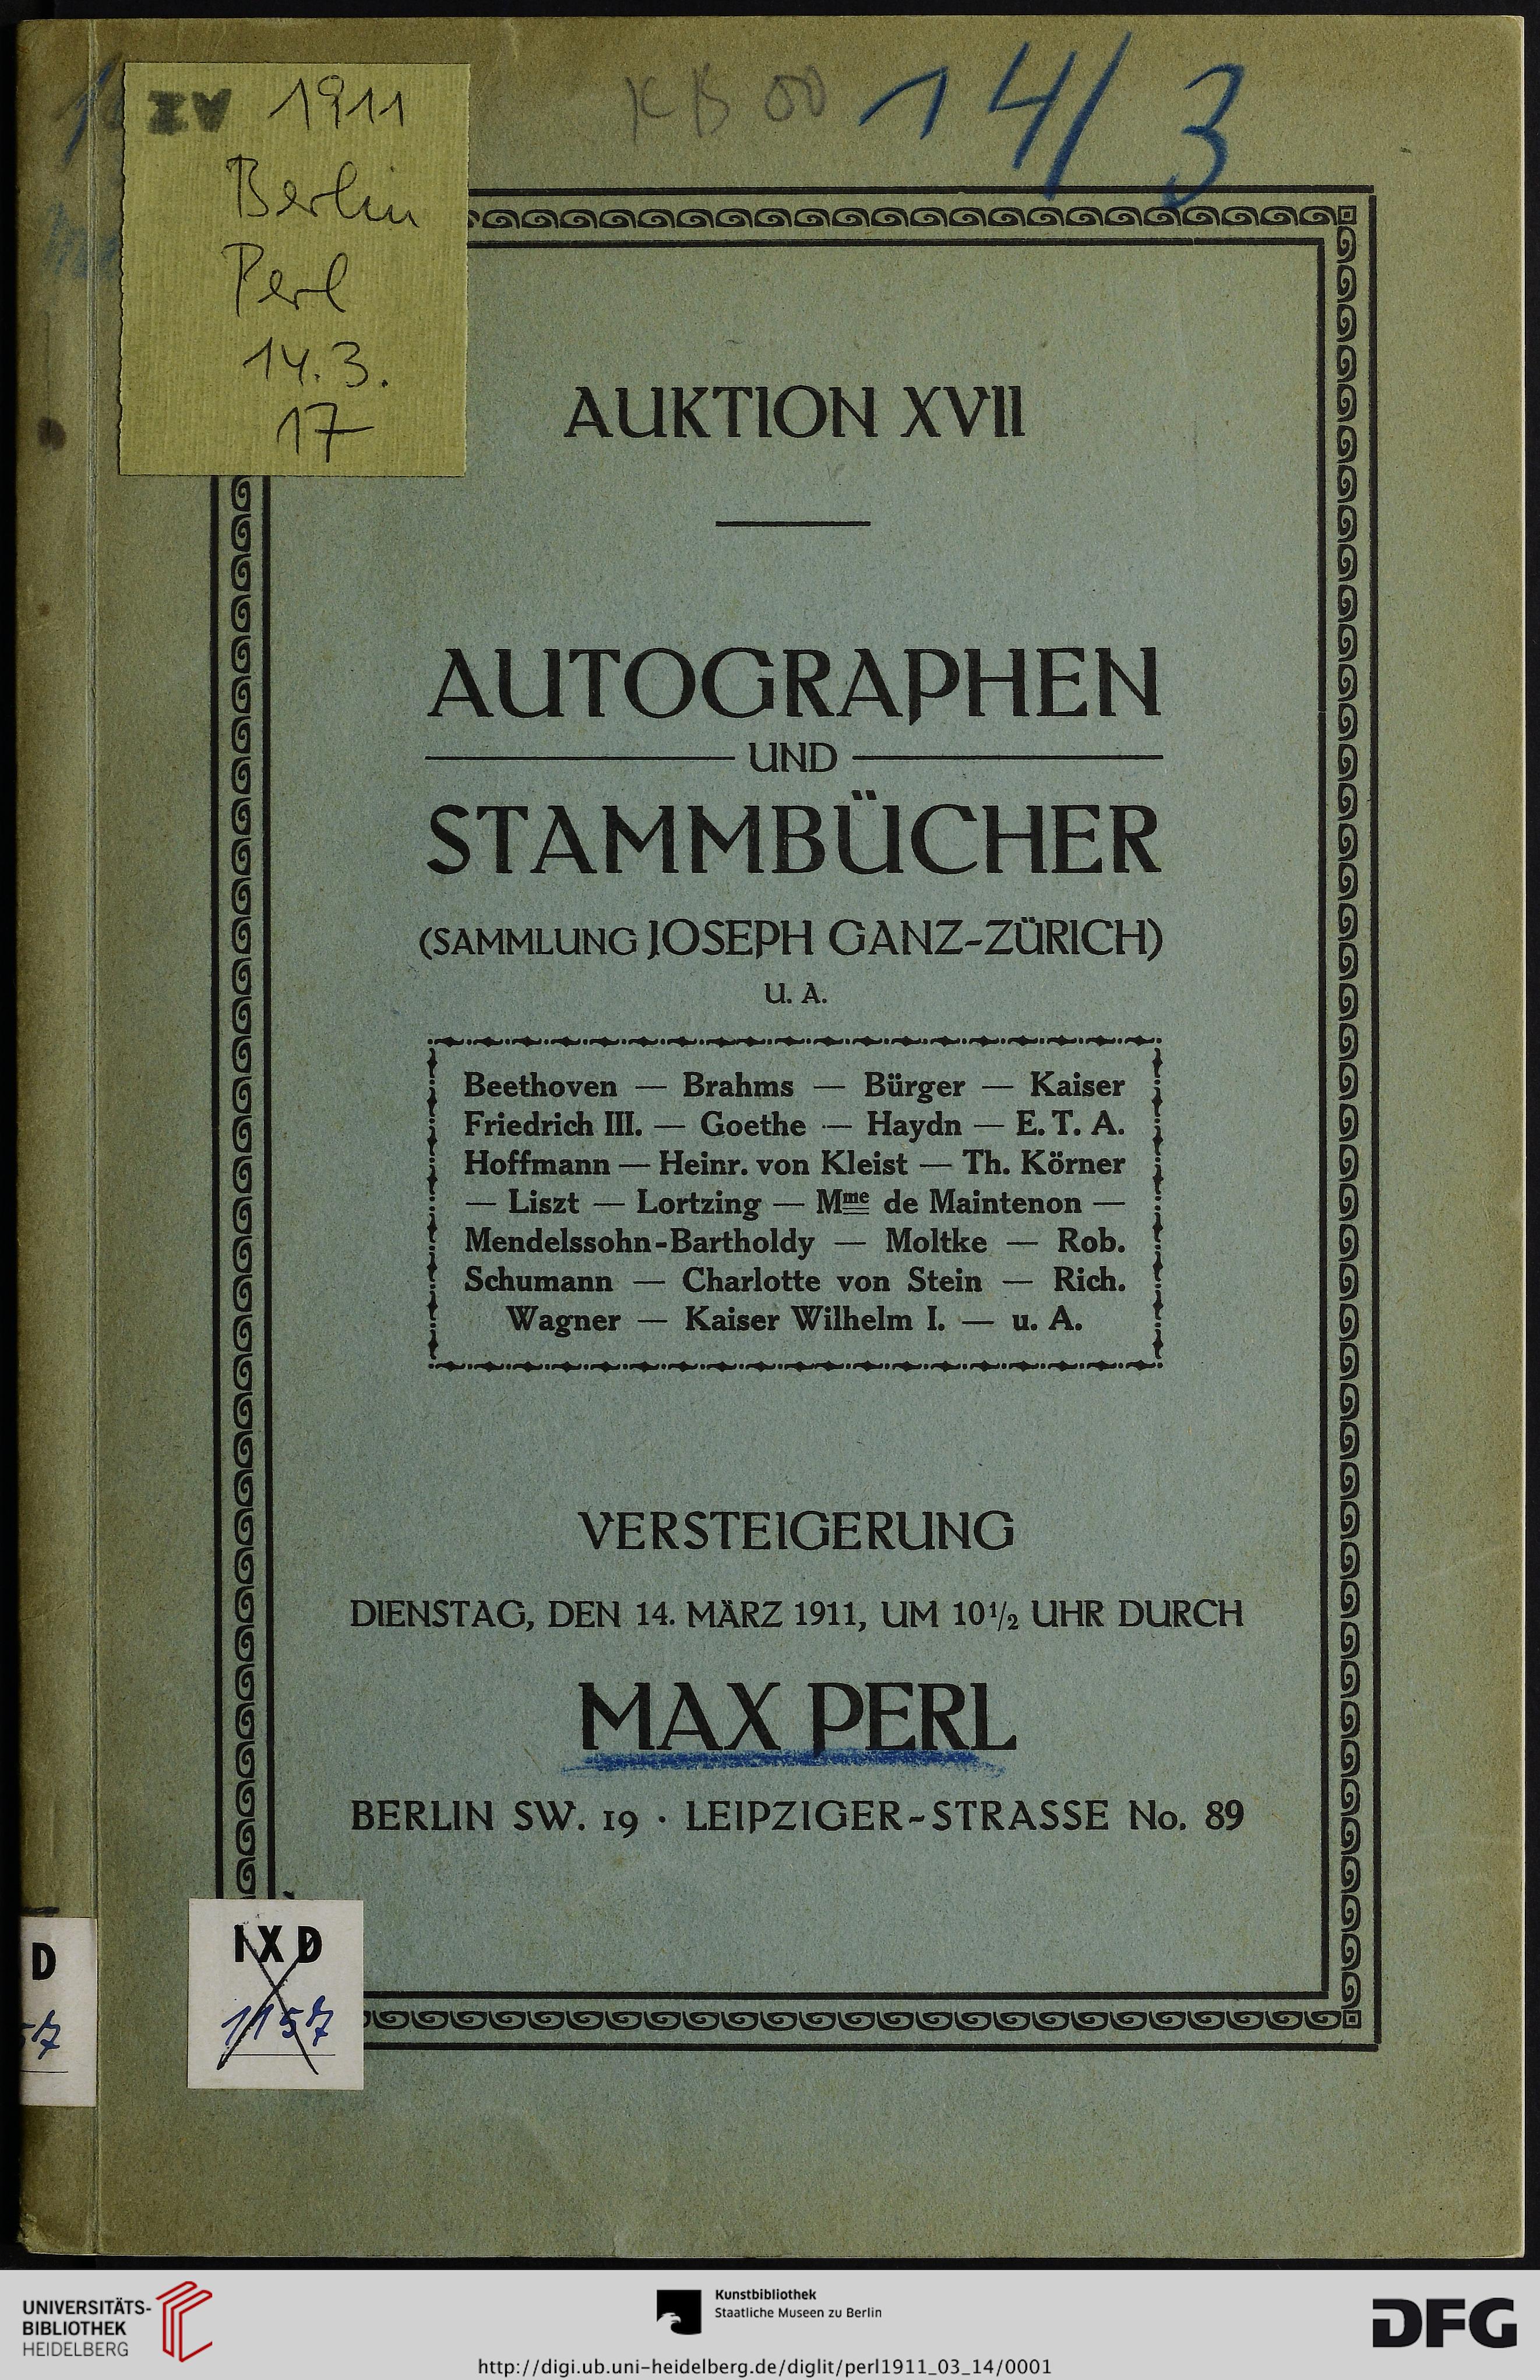 KB 00 14/3
IV 1911
Berlin
Perl
14.3.
17
AUKTION XVII
AUTOGRAPHEN
UND
STAMMBÜCHER
(SAMMLUNG JOSEPH GANZ-ZÜRICH)
U. A.
Beethoven — Brahms — Bürger — Kaiser
Friedrich III. — Goethe — Haydn — E. T. A.
Hoffmann — Heinr. von Kleist — Th. Körner
— Liszt — Lortzing — Mme de Maintenon —
Mendelssohn-Bartholdy — Moltke — Rob.
Schumann — Charlotte von Stein — Rich.
Wagner — Kaiser Wilhelm I. — u. A.
VERSTEIGERUNG
DIENSTAG, DEN 14. MÄRZ 1911, UM 10½ UHR DURCH
MAX PERL
BERLIN SW. 19 · LEIPZIGER-STRASSE No. 89
D
57
IXD
1157
UNIVERSITÄTS-
BIBLIOTHEK
HEIDELBERG
Kunstbibliothek
Staatliche Museen zu Berlin
DFG
http://digi.ub.uni-heidelberg.de/diglit/perl1911_03_14/0001